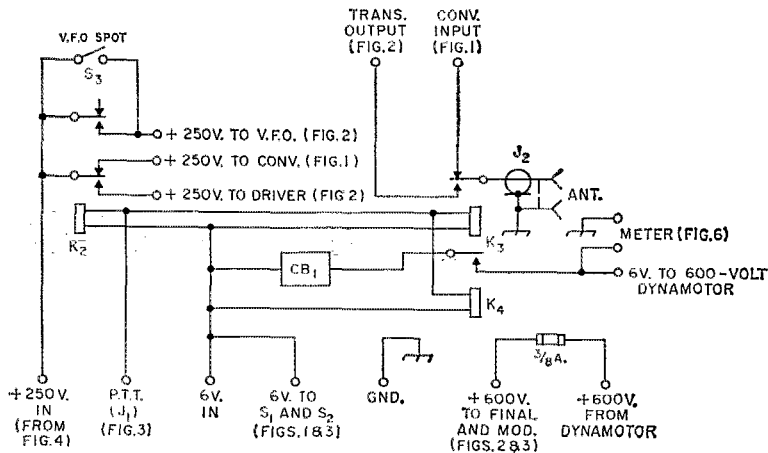 TRANS.
OUTPUT
(FIG.2)
CONV.
INPUT
(FIG.1)
V.F.O SPOT
S3
+ 250V. TO V.F.O. (FIG.2)
+ 250V. TO CONV. (FIG.1)
+ 250V. TO DRIVER (FIG 2)
J2
ANT.
K2
K3
METER (FIG.6)
CB1
6V. TO 600-VOLT
DYNAMOTOR
K4
3/8A.
+ 250V.
IN
(FROM
FIG.4)
P.T.T.
(J1)
(FIG.3)
6V.
IN
6V. TO
S1 AND S2
(FIGS. 1&3)
GND.
+600V.
TO FINAL
AND MOD.
(FIGS. 2&3)
+600V.
FROM
DYNAMOTOR